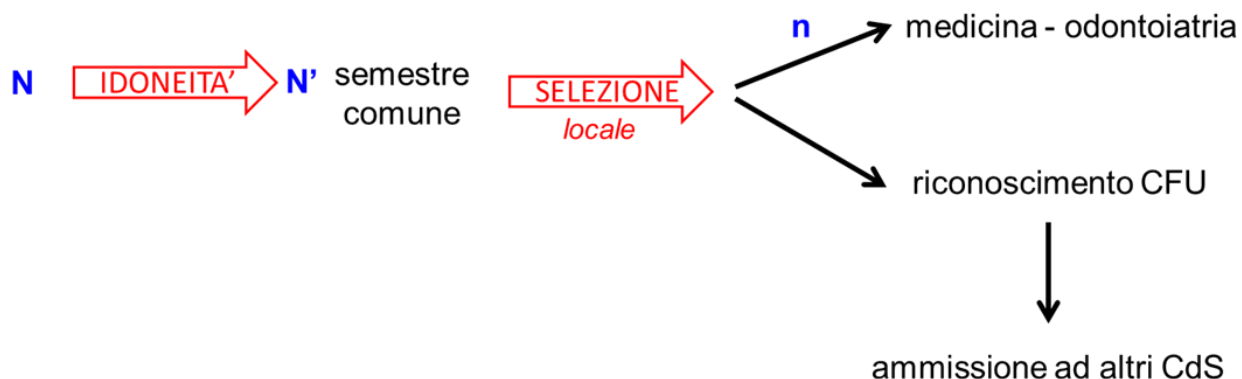 n medicina - odontoiatria
N IDONEITA' N' semestre
comune
SELEZIONE
locale
riconoscimento CFU
ammissione ad altri CdS